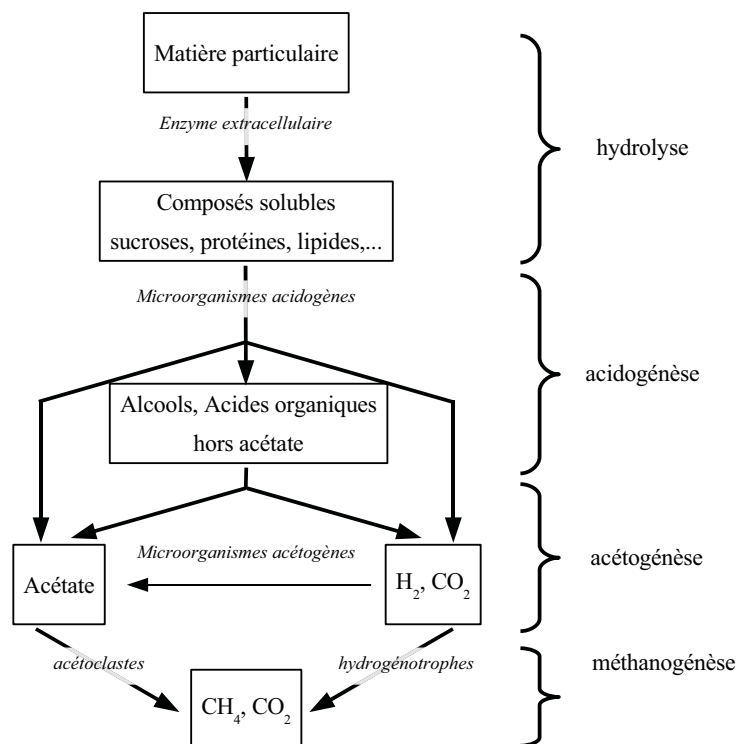 Matière particulaire
Enzyme extracellulaire
hydrolyse
Composés solubles
sucroses, protéines, lipides,...
Microorganismes acidogènes
acidogénèse
Alcools, Acides organiques
hors acétate
Microorganismes acétogènes
acétogénèse
Acétate
H2, CO2
acétoclastes
hydrogénotrophes
méthanogénèse
CH4, CO2